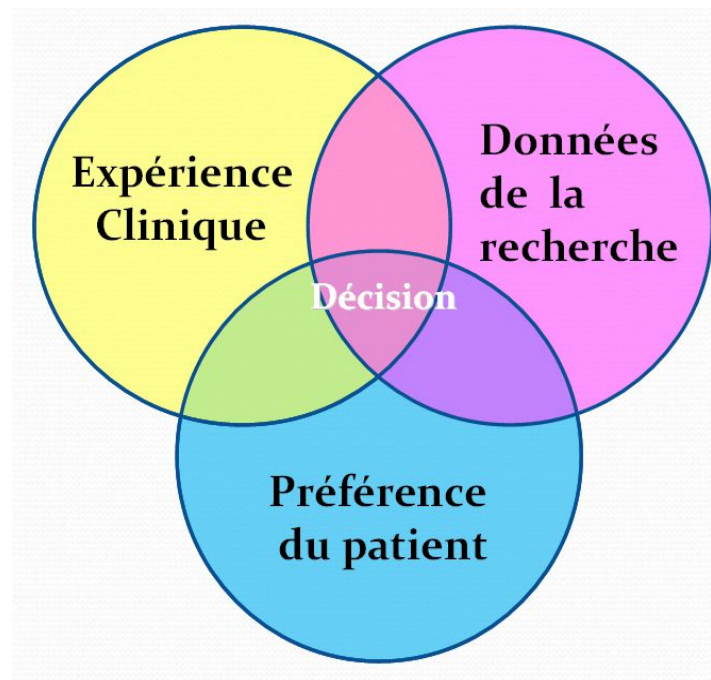 Expérience
Clinique
Données
de la
recherche
Décision
Préférence
du patient